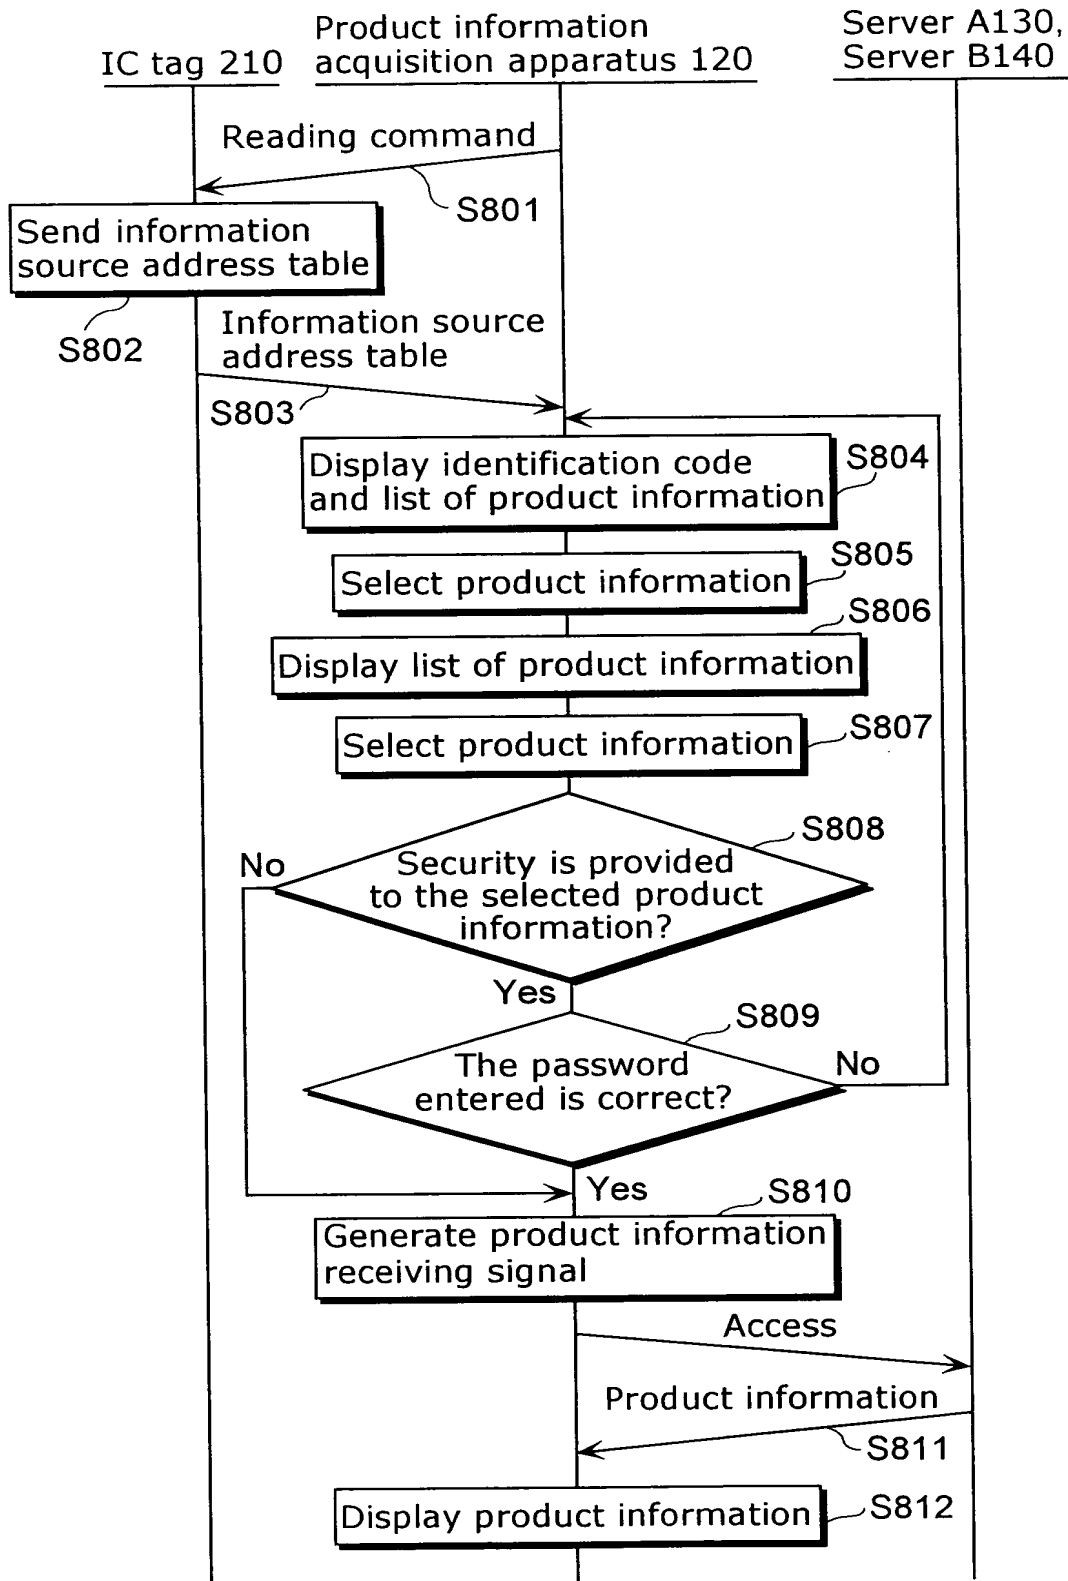 IC tag 210
Product information
acquisition apparatus 120
Server A130,
Server B140
Reading command
S801
Send information
source address table
S802
Information source
address table
S803
Display identification code
and list of product information
S804
Select product information
S805
Display list of product information
S806
Select product information
S807
Security is provided
to the selected product
information?
S808
No
Yes
The password
entered is correct?
S809
No
Yes
Generate product information
receiving signal
S810
Access
Product information
S811
Display product information
S812